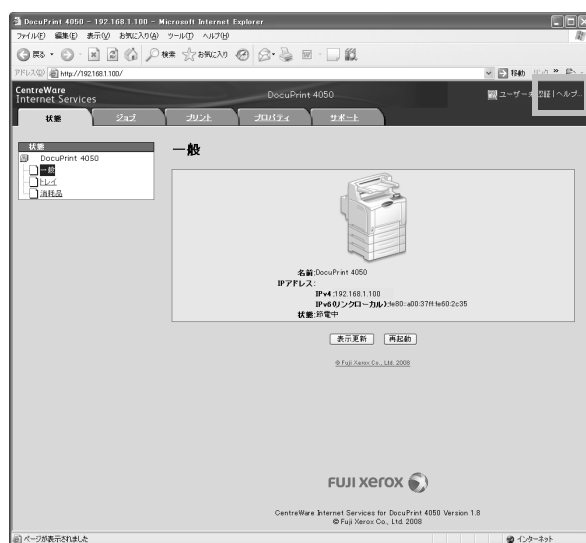 DocuPrint 4050 - 192.168.1.100 - Microsoft Internet Explorer
ファイル(F) 編集(E) 表示(V) お気に入り(A) ツール(T) ヘルプ(H)
戻る 検索 お気に入り
アドレス(D) http://192.168.1.100/ 移動
CentreWare
Internet Services
DocuPrint 4050
ユーザー 認証 | ヘルプ...
状態 ジョブ プリント プロパティ サポート
状態
DocuPrint 4050
一般
トレイ
消耗品
一般
名前:DocuPrint 4050
IPアドレス:
IPv4:192.168.1.100
IPv6(リンクローカル):fe80::a00:37ff:fe60:2c35
状態:節電中
表示更新 再起動
© Fuji Xerox Co., Ltd. 2008
FUJI XEROX
CentreWare Internet Services for DocuPrint 4050 Version 1.8
© Fuji Xerox Co., Ltd. 2008
ページが表示されました インターネット